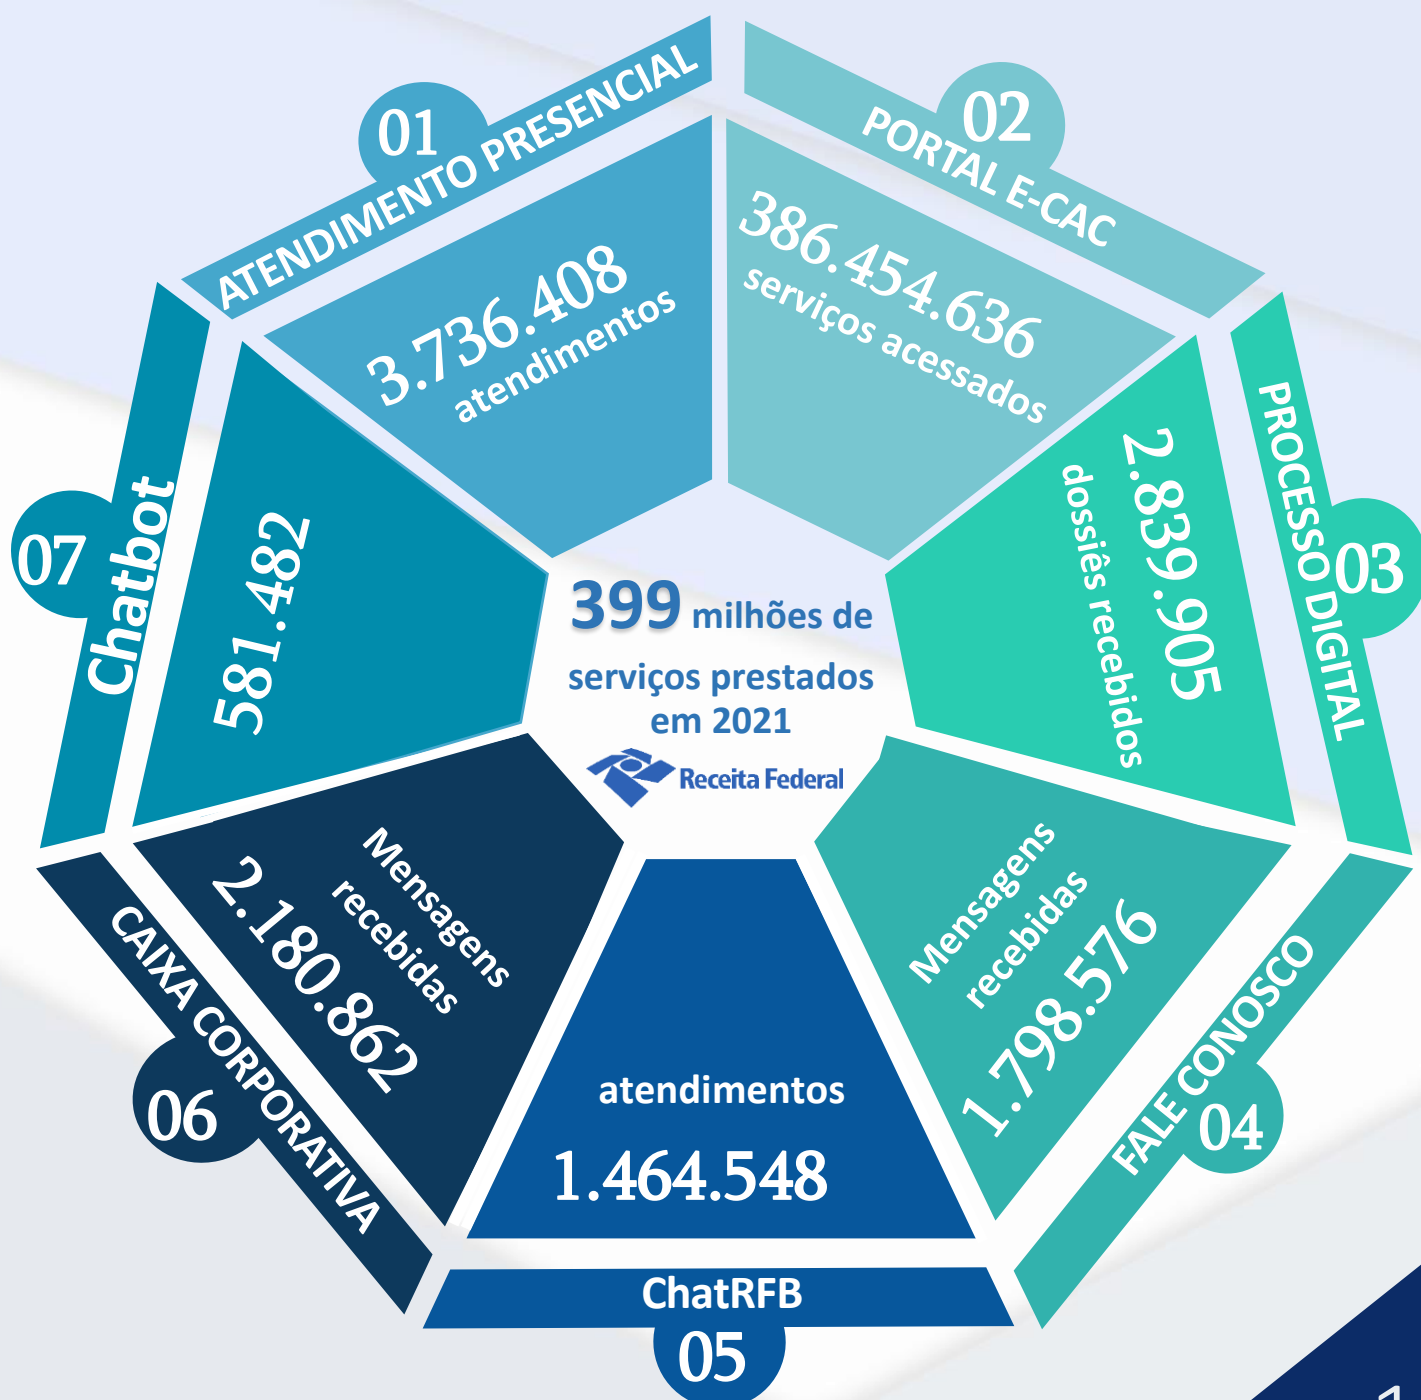 01
ATENDIMENTO PRESENCIAL
3.736.408
atendimentos
02
PORTAL E-CAC
386.454.636
serviços acessados
03
PROCESSO DIGITAL
2.839.905
dossiês recebidos
04
FALE CONOSCO
Mensagens
recebidas
1.798.576
atendimentos
1.464.548
ChatRFB
05
06
CAIXA CORPORATIVA
Mensagens
recebidas
2.180.862
07
Chatbot
581.482
399 milhões de
serviços prestados
em 2021
Receita Federal